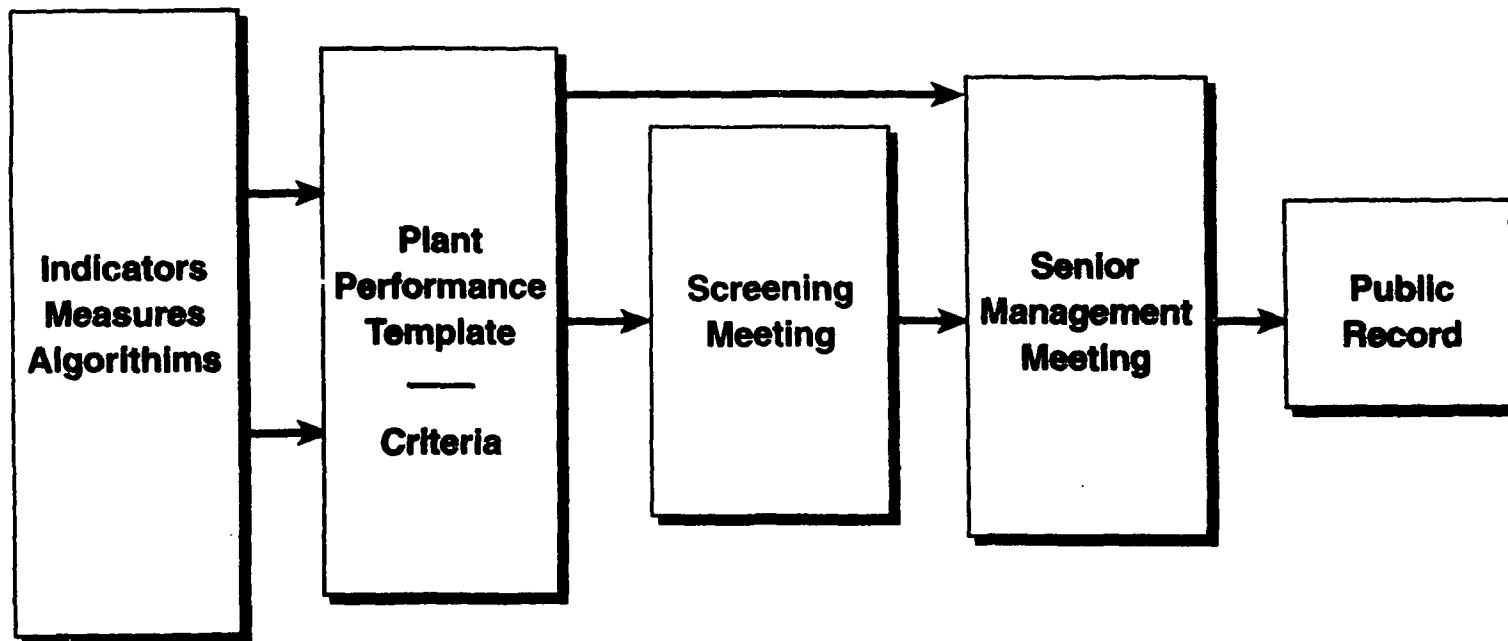 Indicators
Measures
Algorithims
Plant
Performance
Template
Criteria
Screening
Meeting
Senior
Management
Meeting
Public
Record